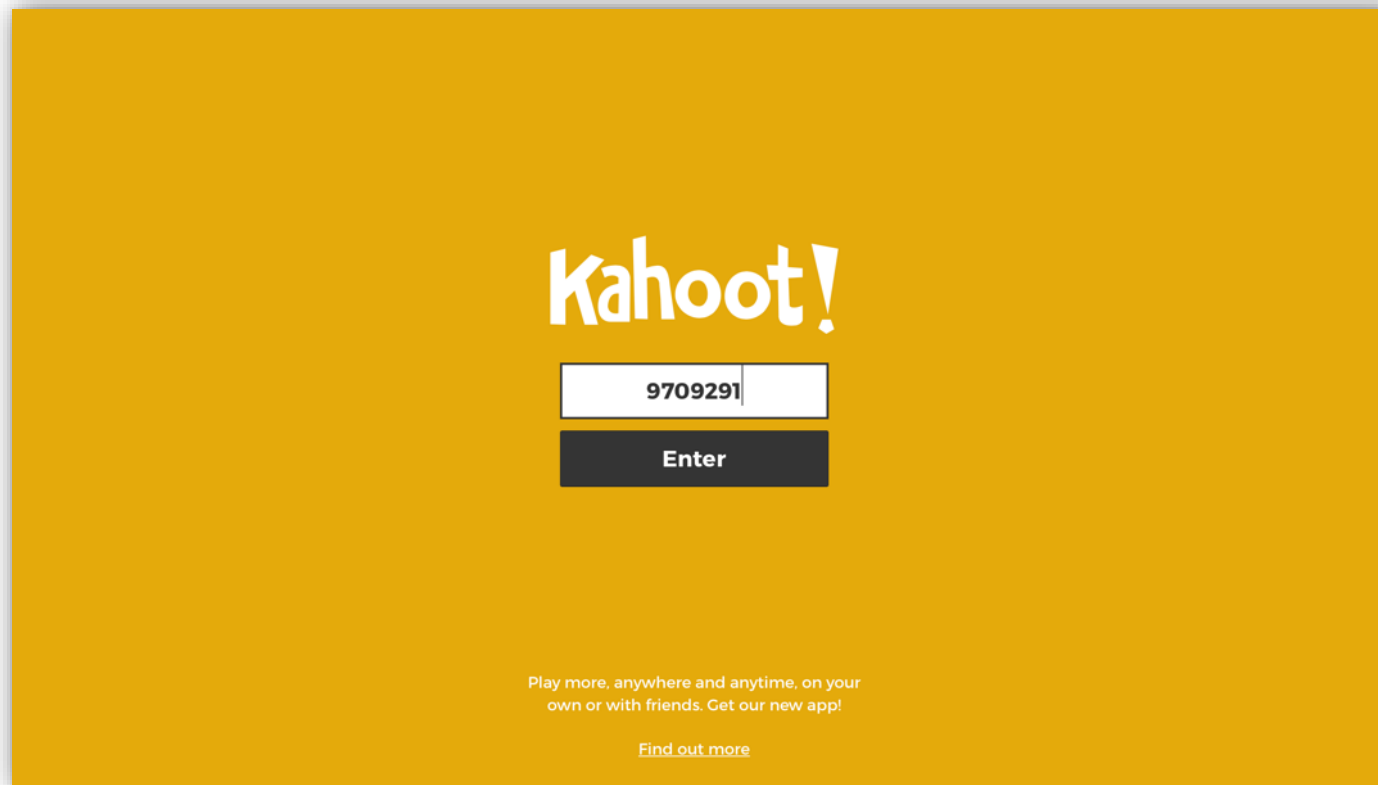 Kahoot!
9709291
Enter
Play more, anywhere and anytime, on your
own or with friends. Get our new app!
Find out more